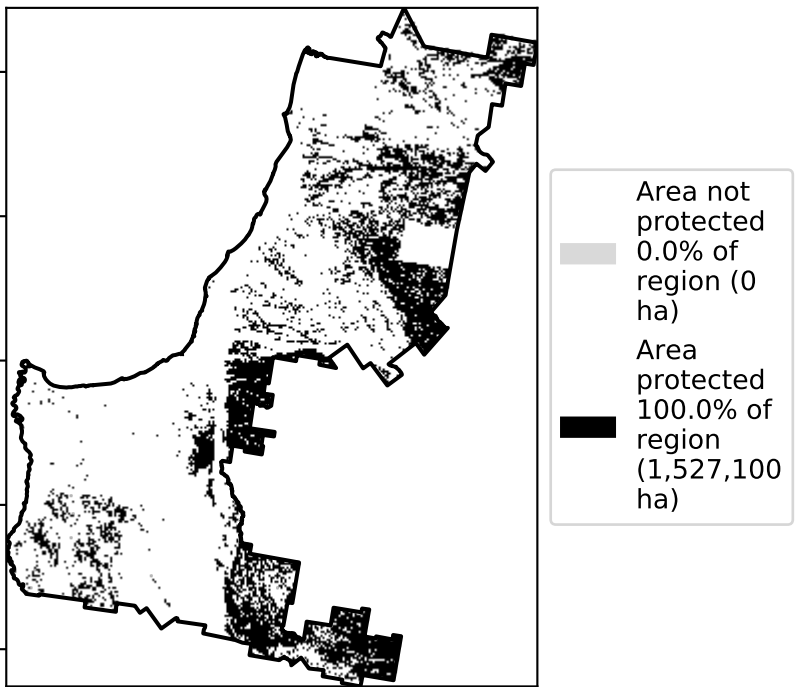 Area not
protected
0.0% of
region (0
ha)
Area
protected
100.0% of
region
(1,527,100
ha)